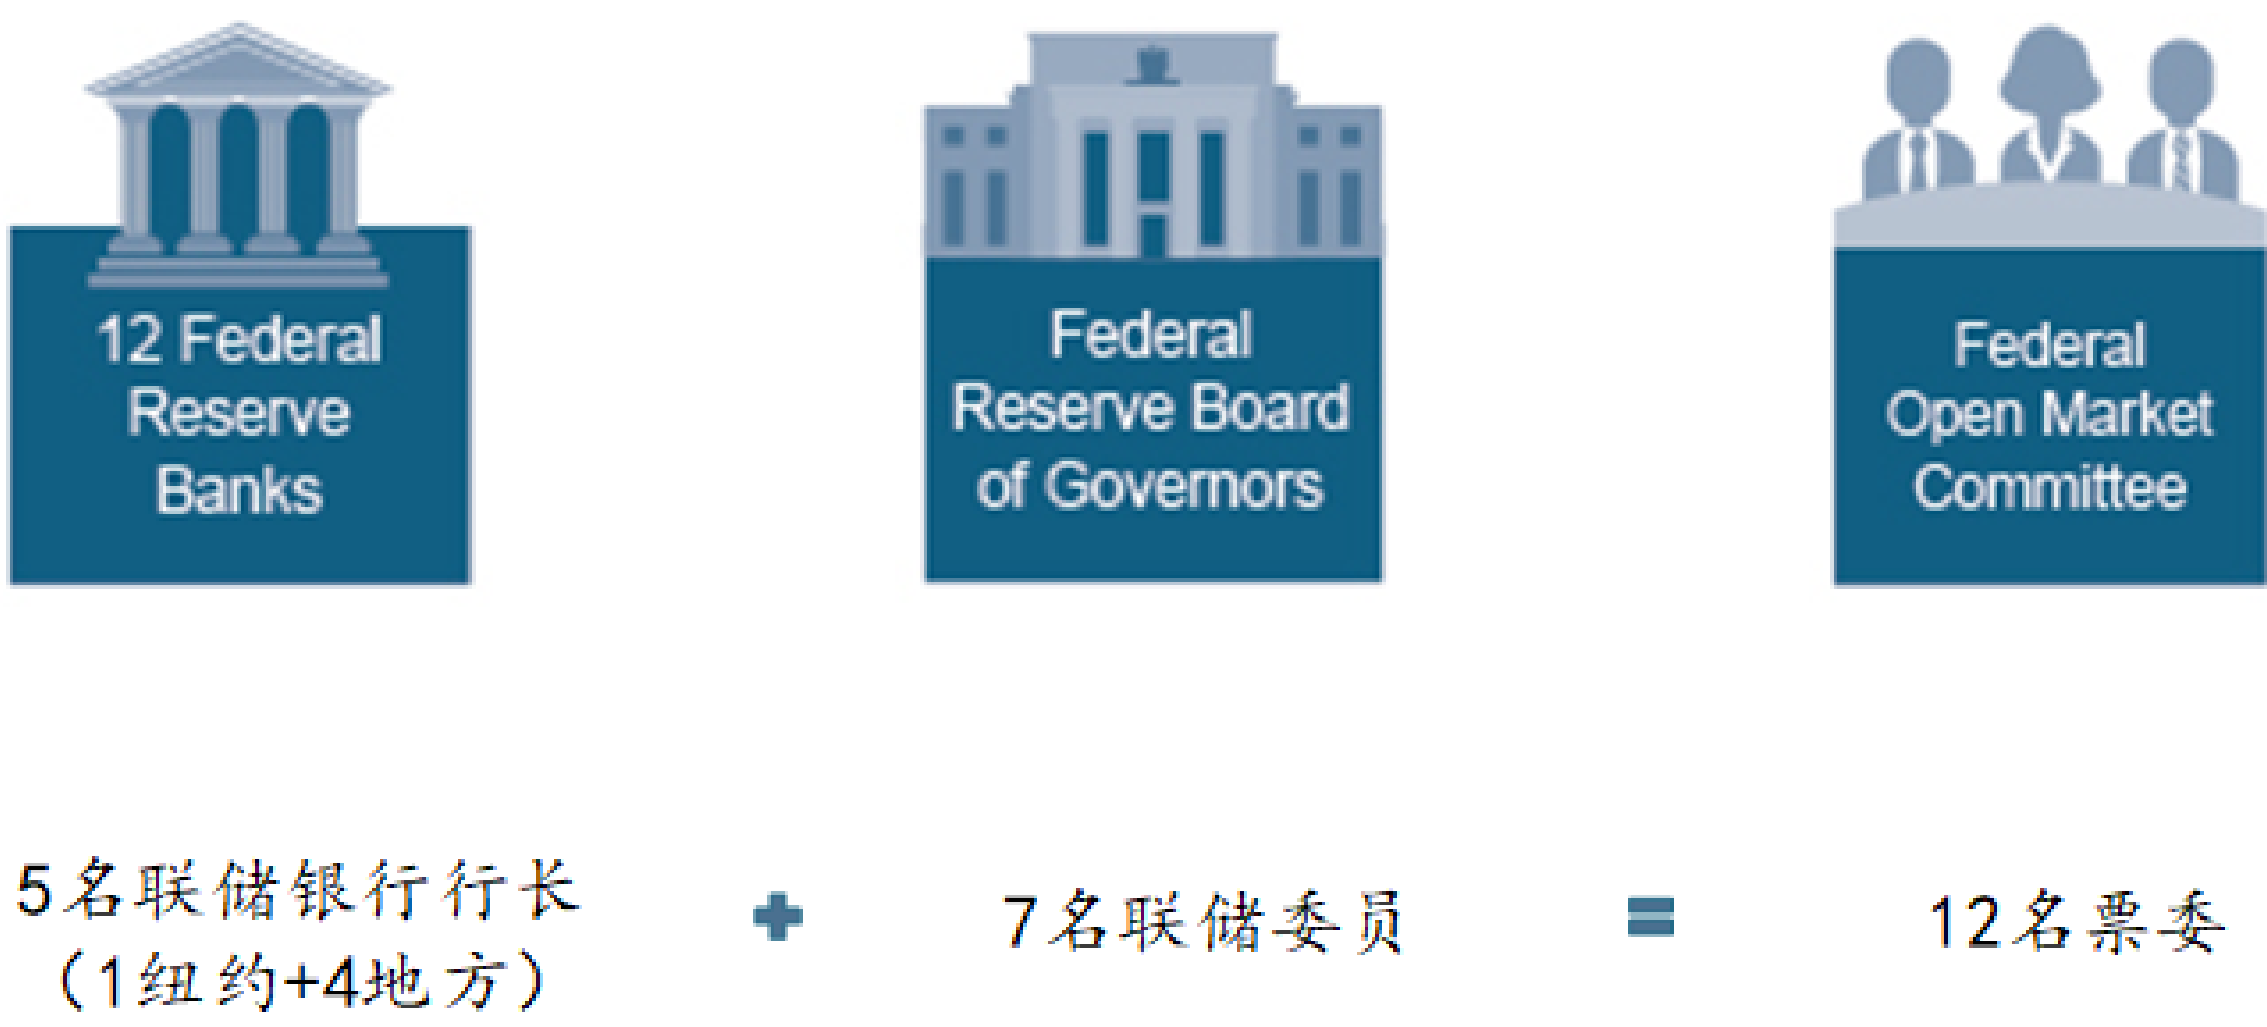 12 Federal
Reserve
Banks
Federal
Reserve Board
of Governors
Federal
Open Market
Committee
5名联储银行行长
（1纽约+4地方）
+
7名联储委员
=
12名票委